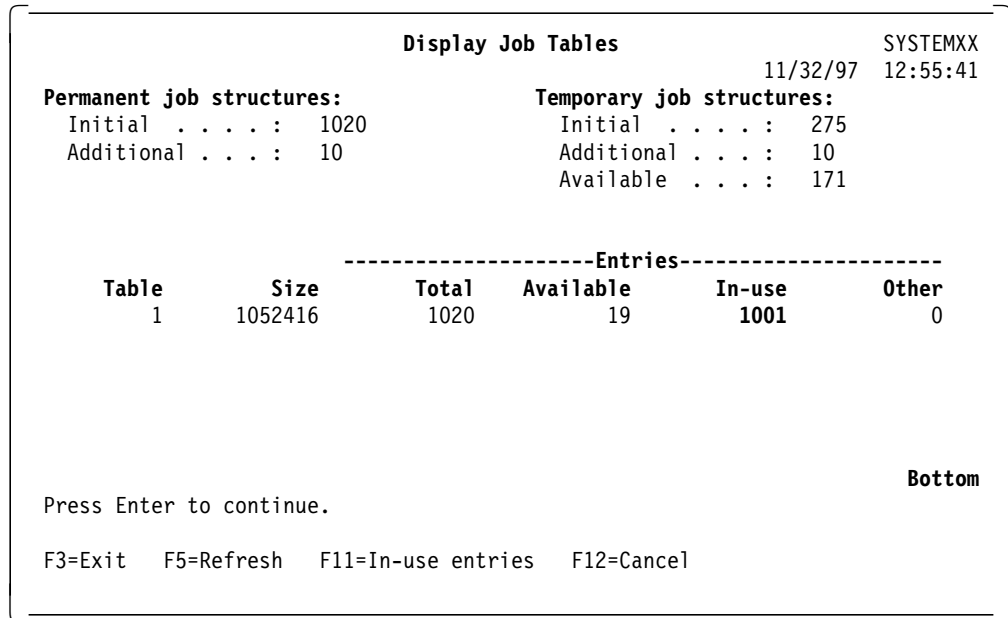 Display Job Tables SYSTEMXX
11/32/97 12:55:41
Permanent job structures: Temporary job structures:
Initial . . . . : 1020 Initial . . . . : 275
Additional . . . : 10 Additional . . . : 10
Available . . . : 171
---------------------Entries----------------------
Table Size Total Available In-use Other
1 1052416 1020 19 1001 0
Bottom
Press Enter to continue.
F3=Exit F5=Refresh F11=In-use entries F12=Cancel